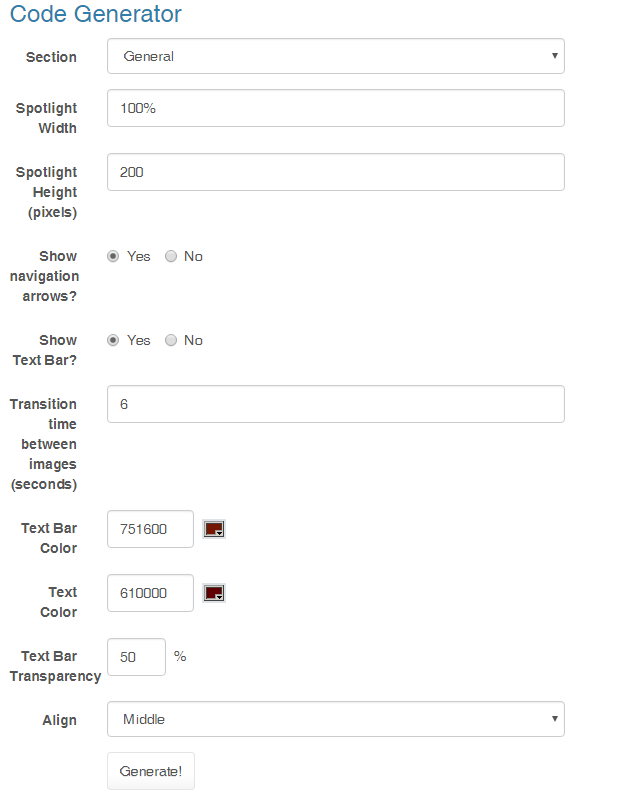 Code Generator
Section
General
Spotlight
Width
100%
Spotlight
Height
(pixels)
200
Show
navigation
arrows?
Yes No
Show
Text Bar?
Yes No
Transition
time
between
images
(seconds)
6
Text Bar
Color
751600
Text
Color
610000
Text Bar
Transparency
50 %
Align
Middle
Generate!